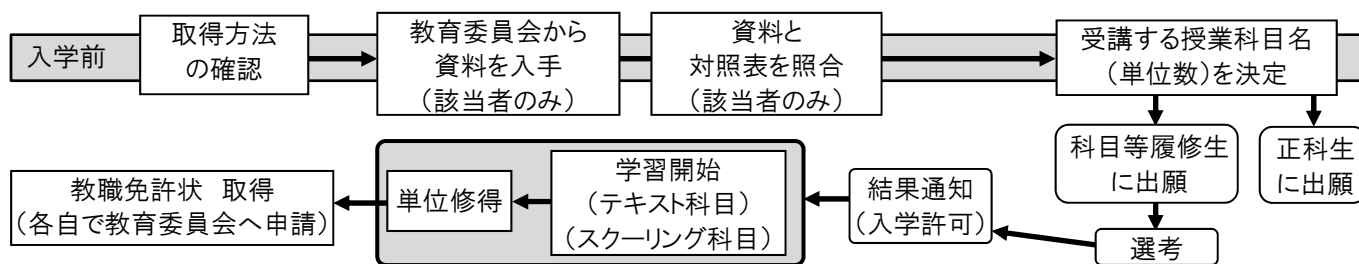 入学前
取得方法
の確認
教育委員会から
資料を入手
（該当者のみ）
資料と
対照表を照合
（該当者のみ）
受講する授業科目名
（単位数）を決定
科目等履修生
に出願
正科生
に出願
選考
結果通知
（入学許可）
学習開始
（テキスト科目）
（スクーリング科目）
単位修得
教職免許状　取得
（各自で教育委員会へ申請）